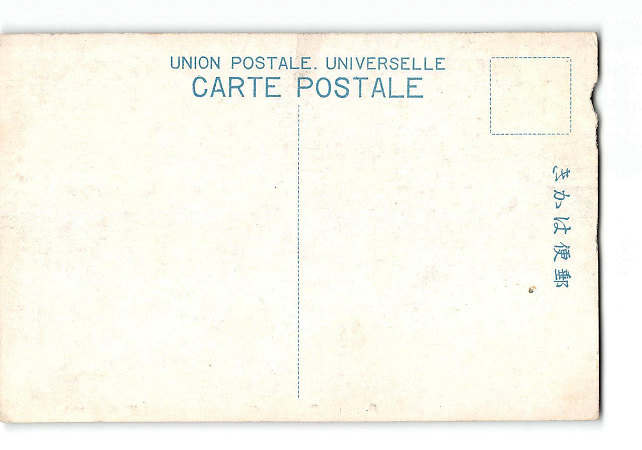 UNION POSTALE. UNIVERSELLE
CARTE POSTALE
きかは便郵